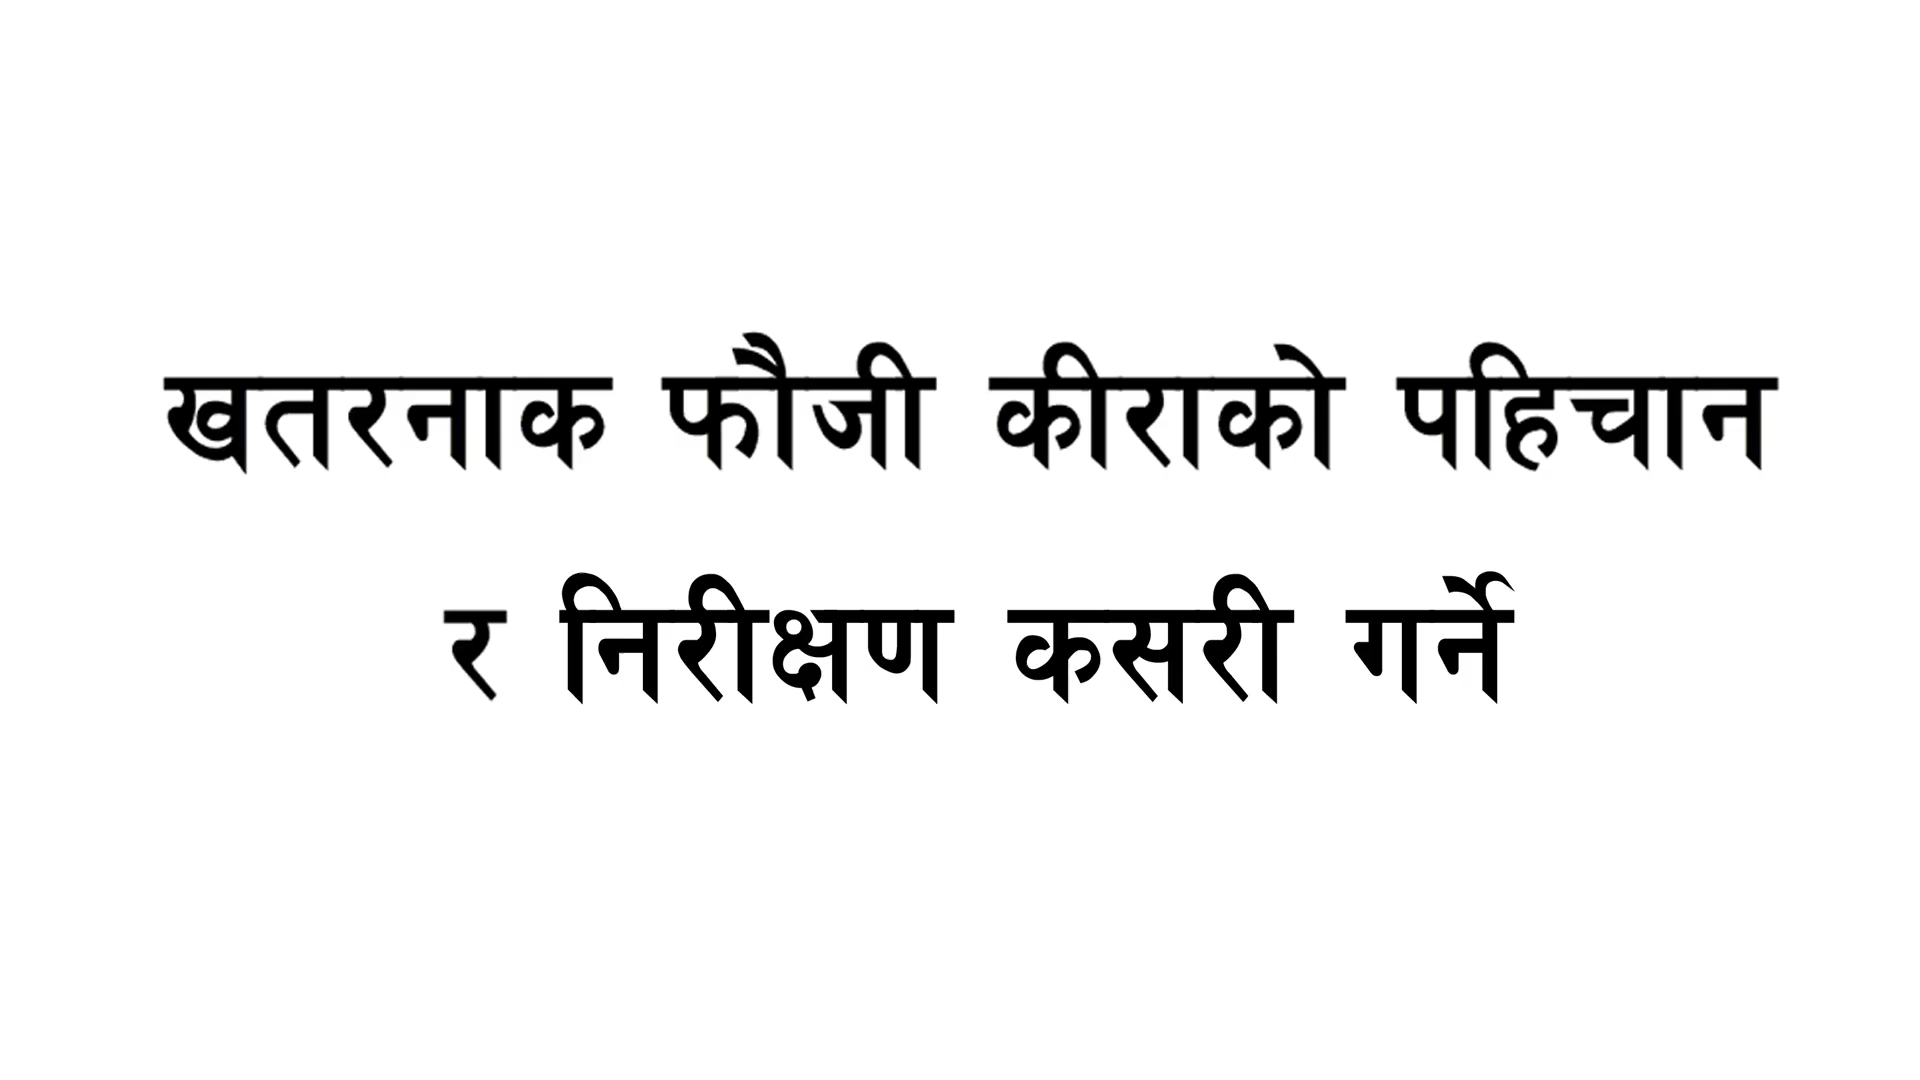 खतरनाक फौजी कीराको पहिचान
र निरीक्षण कसरी गर्ने